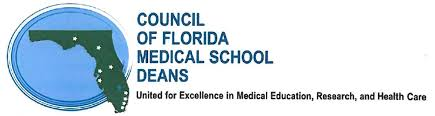 COUNCIL
OF FLORIDA
MEDICAL SCHOOL
DEANS
United for Excellence in Medical Education, Research, and Health Care